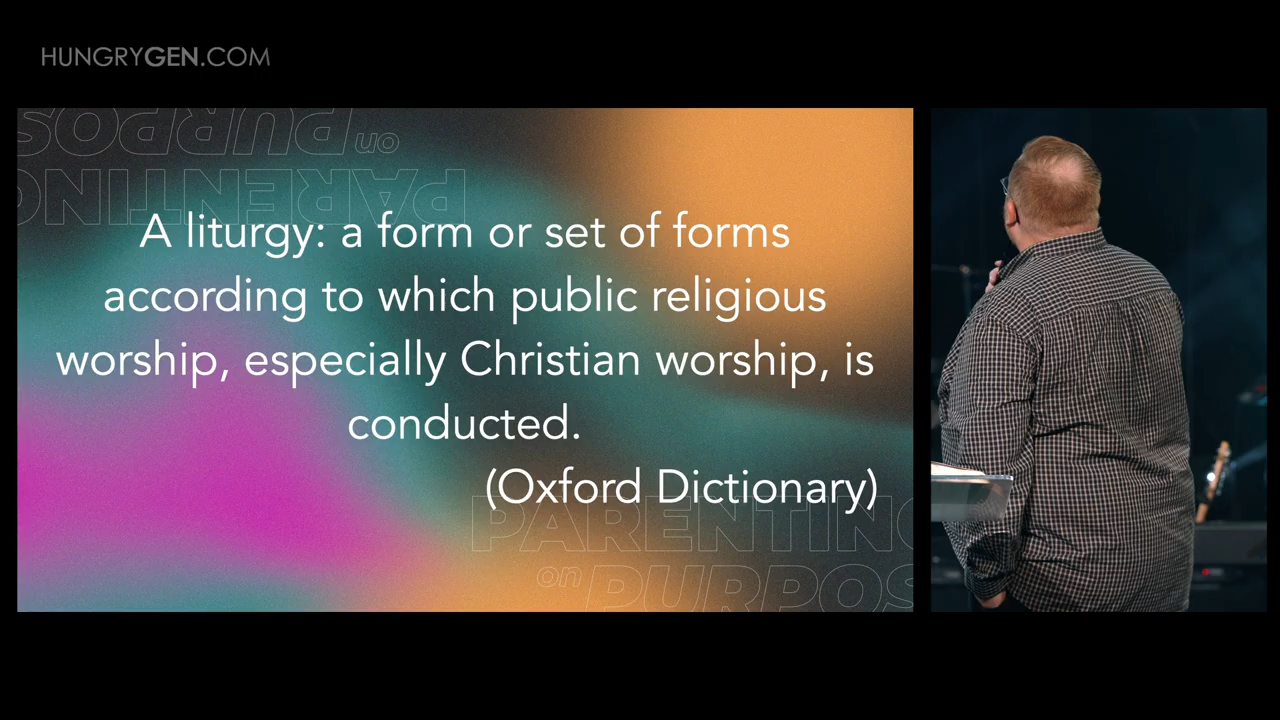 HUNGRYGEN.COM
PURPOS
on
PARENTING
A liturgy: a form or set of forms
according to which public religious
worship, especially Christian worship, is
conducted.
(Oxford Dictionary)
PARENTING
on
PURPOS